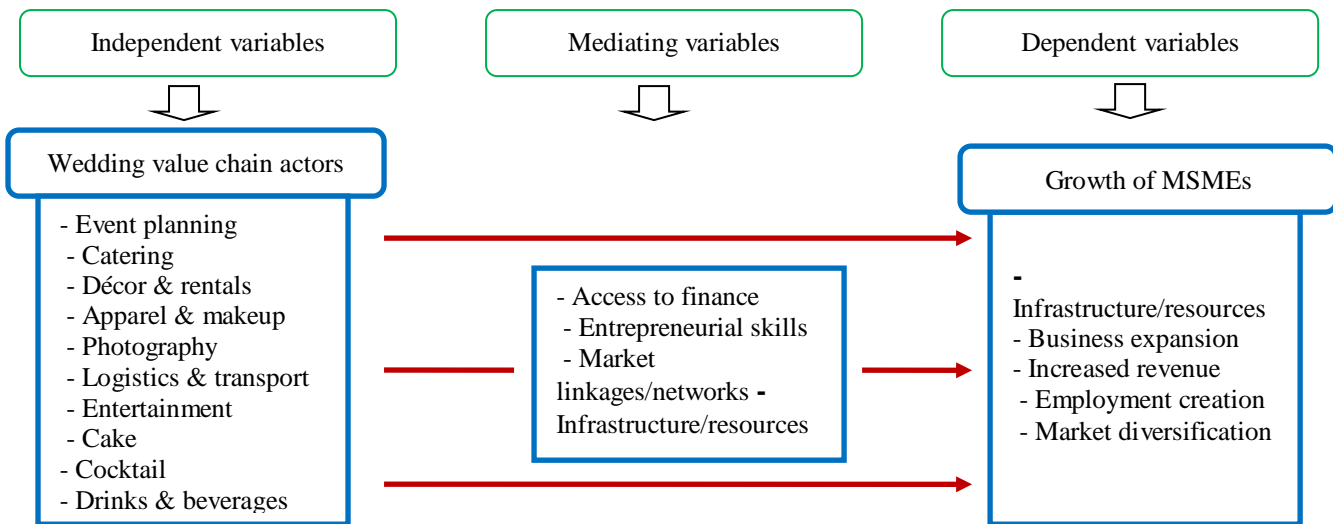 Independent variables
Mediating variables
Dependent variables
Wedding value chain actors
- Event planning
- Catering
- Décor & rentals
- Apparel & makeup
- Photography
- Logistics & transport
- Entertainment
- Cake
- Cocktail
- Drinks & beverages
- Access to finance
- Entrepreneurial skills
- Market
linkages/networks -
Infrastructure/resources
Growth of MSMEs
-
Infrastructure/resources
- Business expansion
- Increased revenue
- Employment creation
- Market diversification